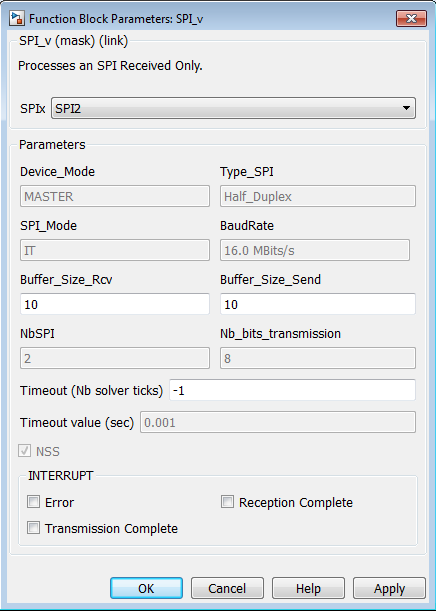 Function Block Parameters: SPI_v
SPI_v (mask) (link)
Processes an SPI Received Only.
SPIx SPI2
Parameters
Device_Mode Type_SPI
MASTER Half_Duplex
SPI_Mode BaudRate
IT 16.0 MBits/s
Buffer_Size_Rcv Buffer_Size_Send
10 10
NbSPI Nb_bits_transmission
2 8
Timeout (Nb solver ticks) -1
Timeout value (sec) 0.001
NSS
INTERRUPT
Error Reception Complete
Transmission Complete
OK Cancel Help Apply